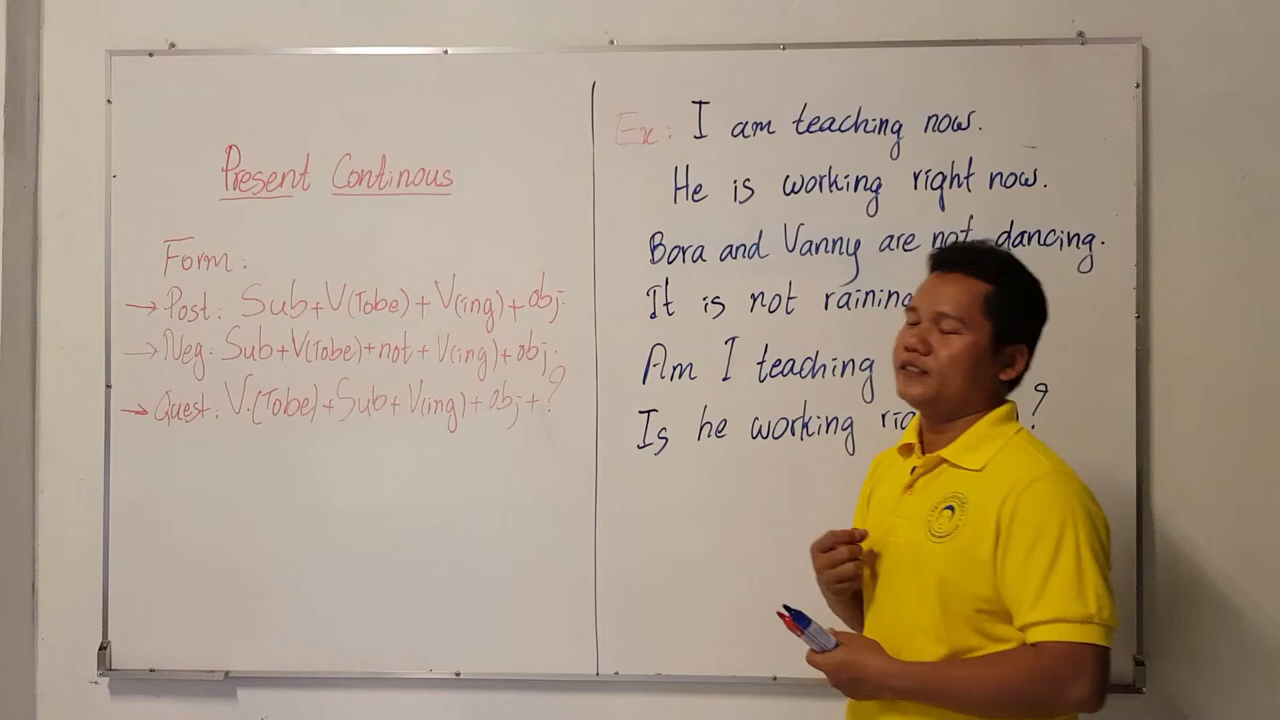 Present Continous
Form:
→ Post: Sub+V(Tobe)+V(ing)+obj.
→ Neg: Sub+V(Tobe)+not+V(ing)+obj.
→ Quest: V.(Tobe)+Sub+V(ing)+obj+?
Ex: I am teaching now.
He is working right now.
Bora and Vanny are not dancing.
It is not raining
Am I teaching
Is he working ?